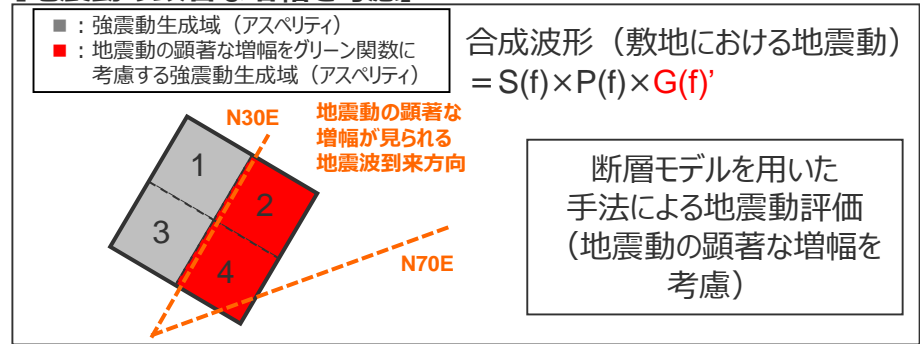 ■：強震動生成域（アスペリティ）
■：地震動の顕著な増幅をグリーン関数に
考慮する強震動生成域（アスペリティ）
合成波形（敷地における地震動）
＝S(f)×P(f)×G(f)’
N30E
地震動の顕著な
増幅が見られる
地震波到来方向
1
2
3
4
N70E
断層モデルを用いた
手法による地震動評価
（地震動の顕著な増幅を
考慮）